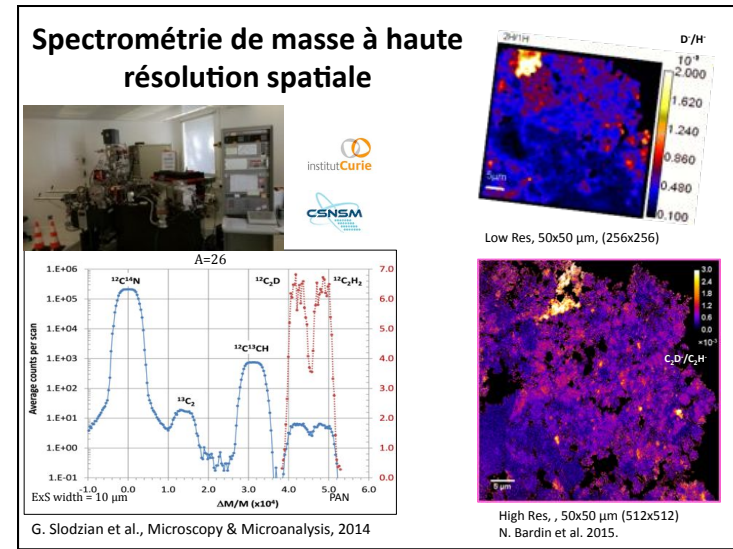 Spectrométrie de masse à haute
résolution spatiale
institutCurie
CSNSM
A=26
1.E+06
1.E+05
1.E+04
1.E+03
1.E+02
1.E+01
1.E+00
1.E-01
Average counts per scan
¹²C¹⁴N
¹³C₂
¹²C¹³CH
¹²C₂D
¹²C₂H₂
7.0
6.0
5.0
4.0
3.0
2.0
1.0
0.0
-1.0 0.0 1.0 2.0 3.0 4.0 5.0 6.0
ExS width = 10 µm
ΔM/M (x10⁴)
PAN
G. Slodzian et al., Microscopy & Microanalysis, 2014
2H/1H
D⁻/H⁻
10⁻³
2.000
1.620
1.240
0.860
0.480
0.100
5µm
Low Res, 50x50 µm, (256x256)
3.0
2.4
1.8
1.2
0.6
0.0
×10⁻³
C₂D⁻/C₂H⁻
5 µm
High Res, , 50x50 µm (512x512)
N. Bardin et al. 2015.